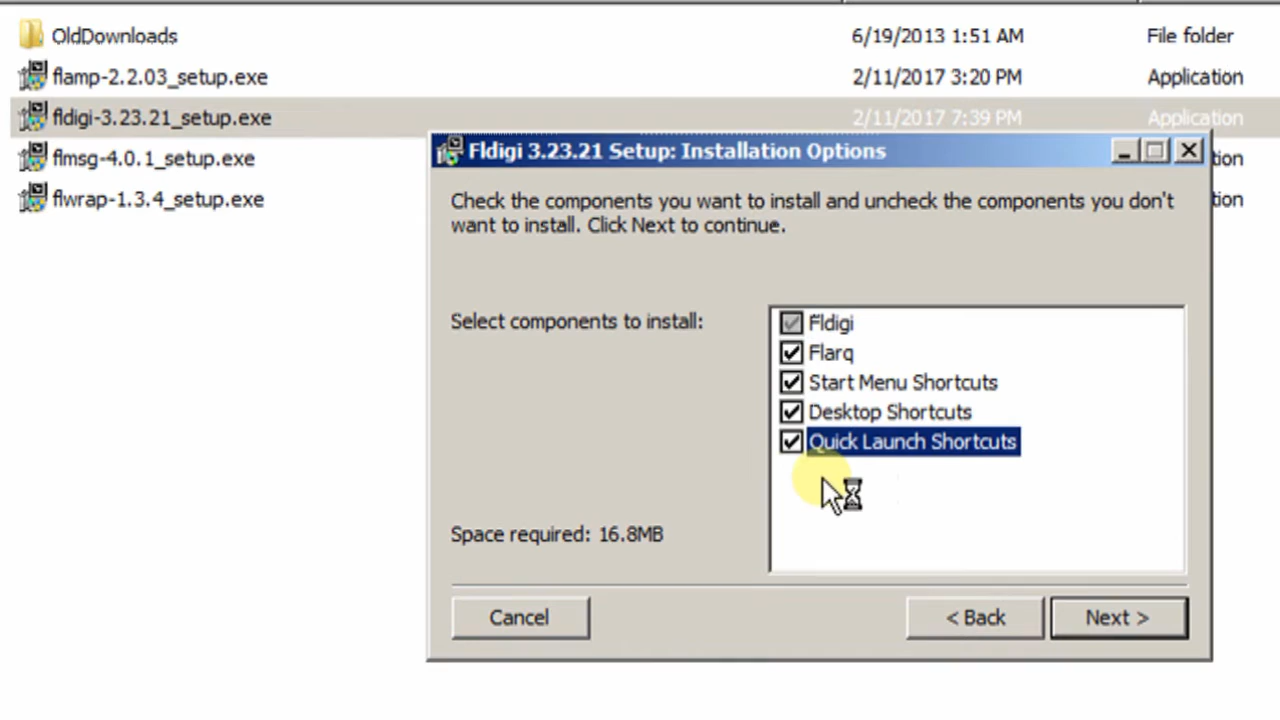 OldDownloads 6/19/2013 1:51 AM File folder
flamp-2.2.03_setup.exe 2/11/2017 3:20 PM Application
fldigi-3.23.21_setup.exe 2/11/2017 7:39 PM Application
Fldigi 3.23.21 Setup: Installation Options
flmsg-4.0.1_setup.exe tion
flwrap-1.3.4_setup.exe tion
Check the components you want to install and uncheck the components you don't
want to install. Click Next to continue.
Select components to install:
Fldigi
Flarq
Start Menu Shortcuts
Desktop Shortcuts
Quick Launch Shortcuts
Space required: 16.8MB
Cancel < Back Next >